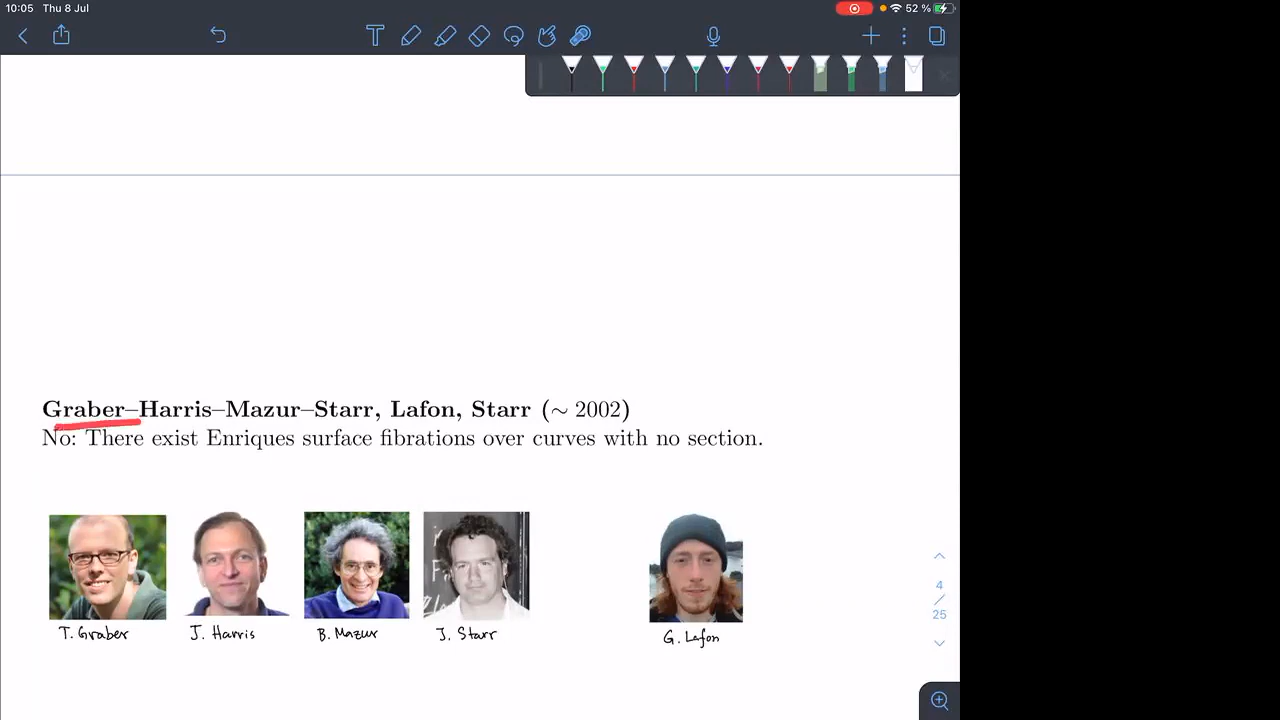 10:05 Thu 8 Jul
52 %
T
Graber–Harris–Mazur–Starr, Lafon, Starr (∼ 2002)
No: There exist Enriques surface fibrations over curves with no section.
T. Graber J. Harris B. Mazur J. Starr G. Lafon
4
/
25